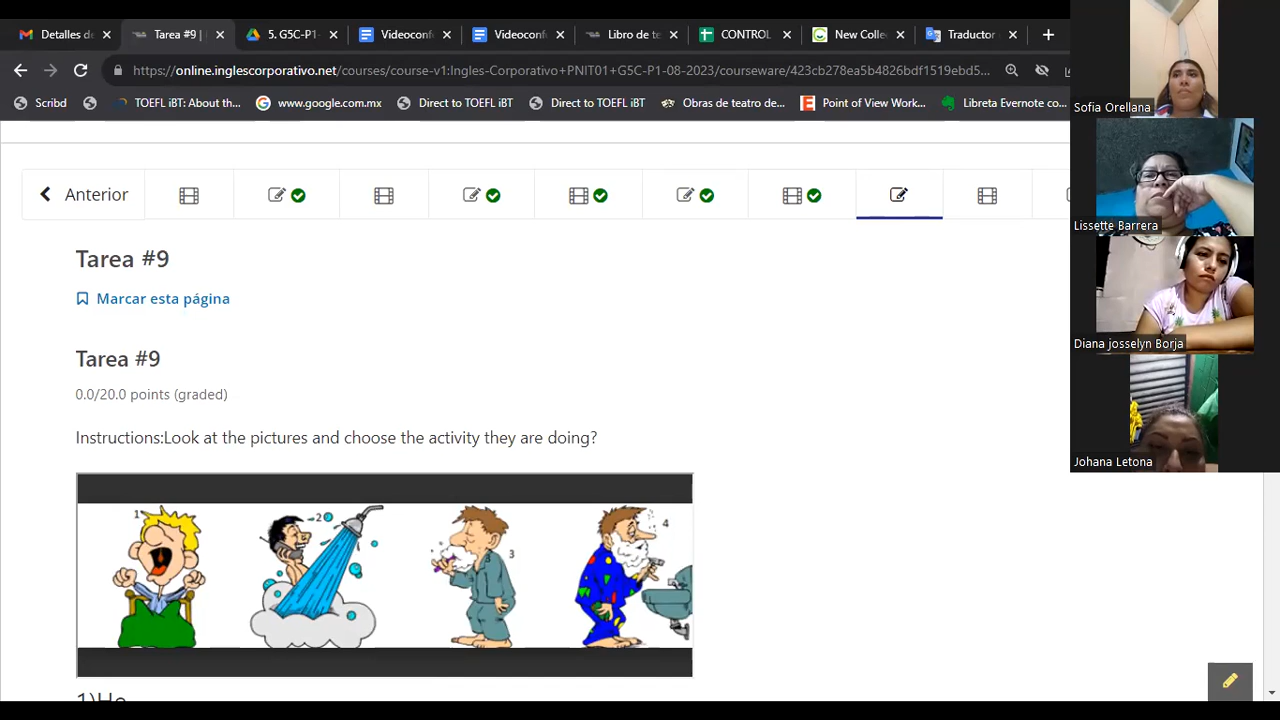 Detalles de
Tarea #9 |
5. G5C-P1-
Videoconf
Videoconf
Libro de te
CONTROL
New Colle
Traductor
https://online.inglescorporativo.net/courses/course-v1:Ingles-Corporativo+PNIT01+G5C-P1-08-2023/courseware/423cb278ea5b4826bdf1519ebd5...
Scribd
TOEFL iBT: About th...
www.google.com.mx
Direct to TOEFL iBT
Direct to TOEFL iBT
Obras de teatro de...
Point of View Work...
Libreta Evernote co...
Anterior
Tarea #9
Marcar esta página
Tarea #9
0.0/20.0 points (graded)
Instructions:Look at the pictures and choose the activity they are doing?
1
2
3
4
1)He
Sofia Orellana
Lissette Barrera
Diana josselyn Borja
Johana Letona